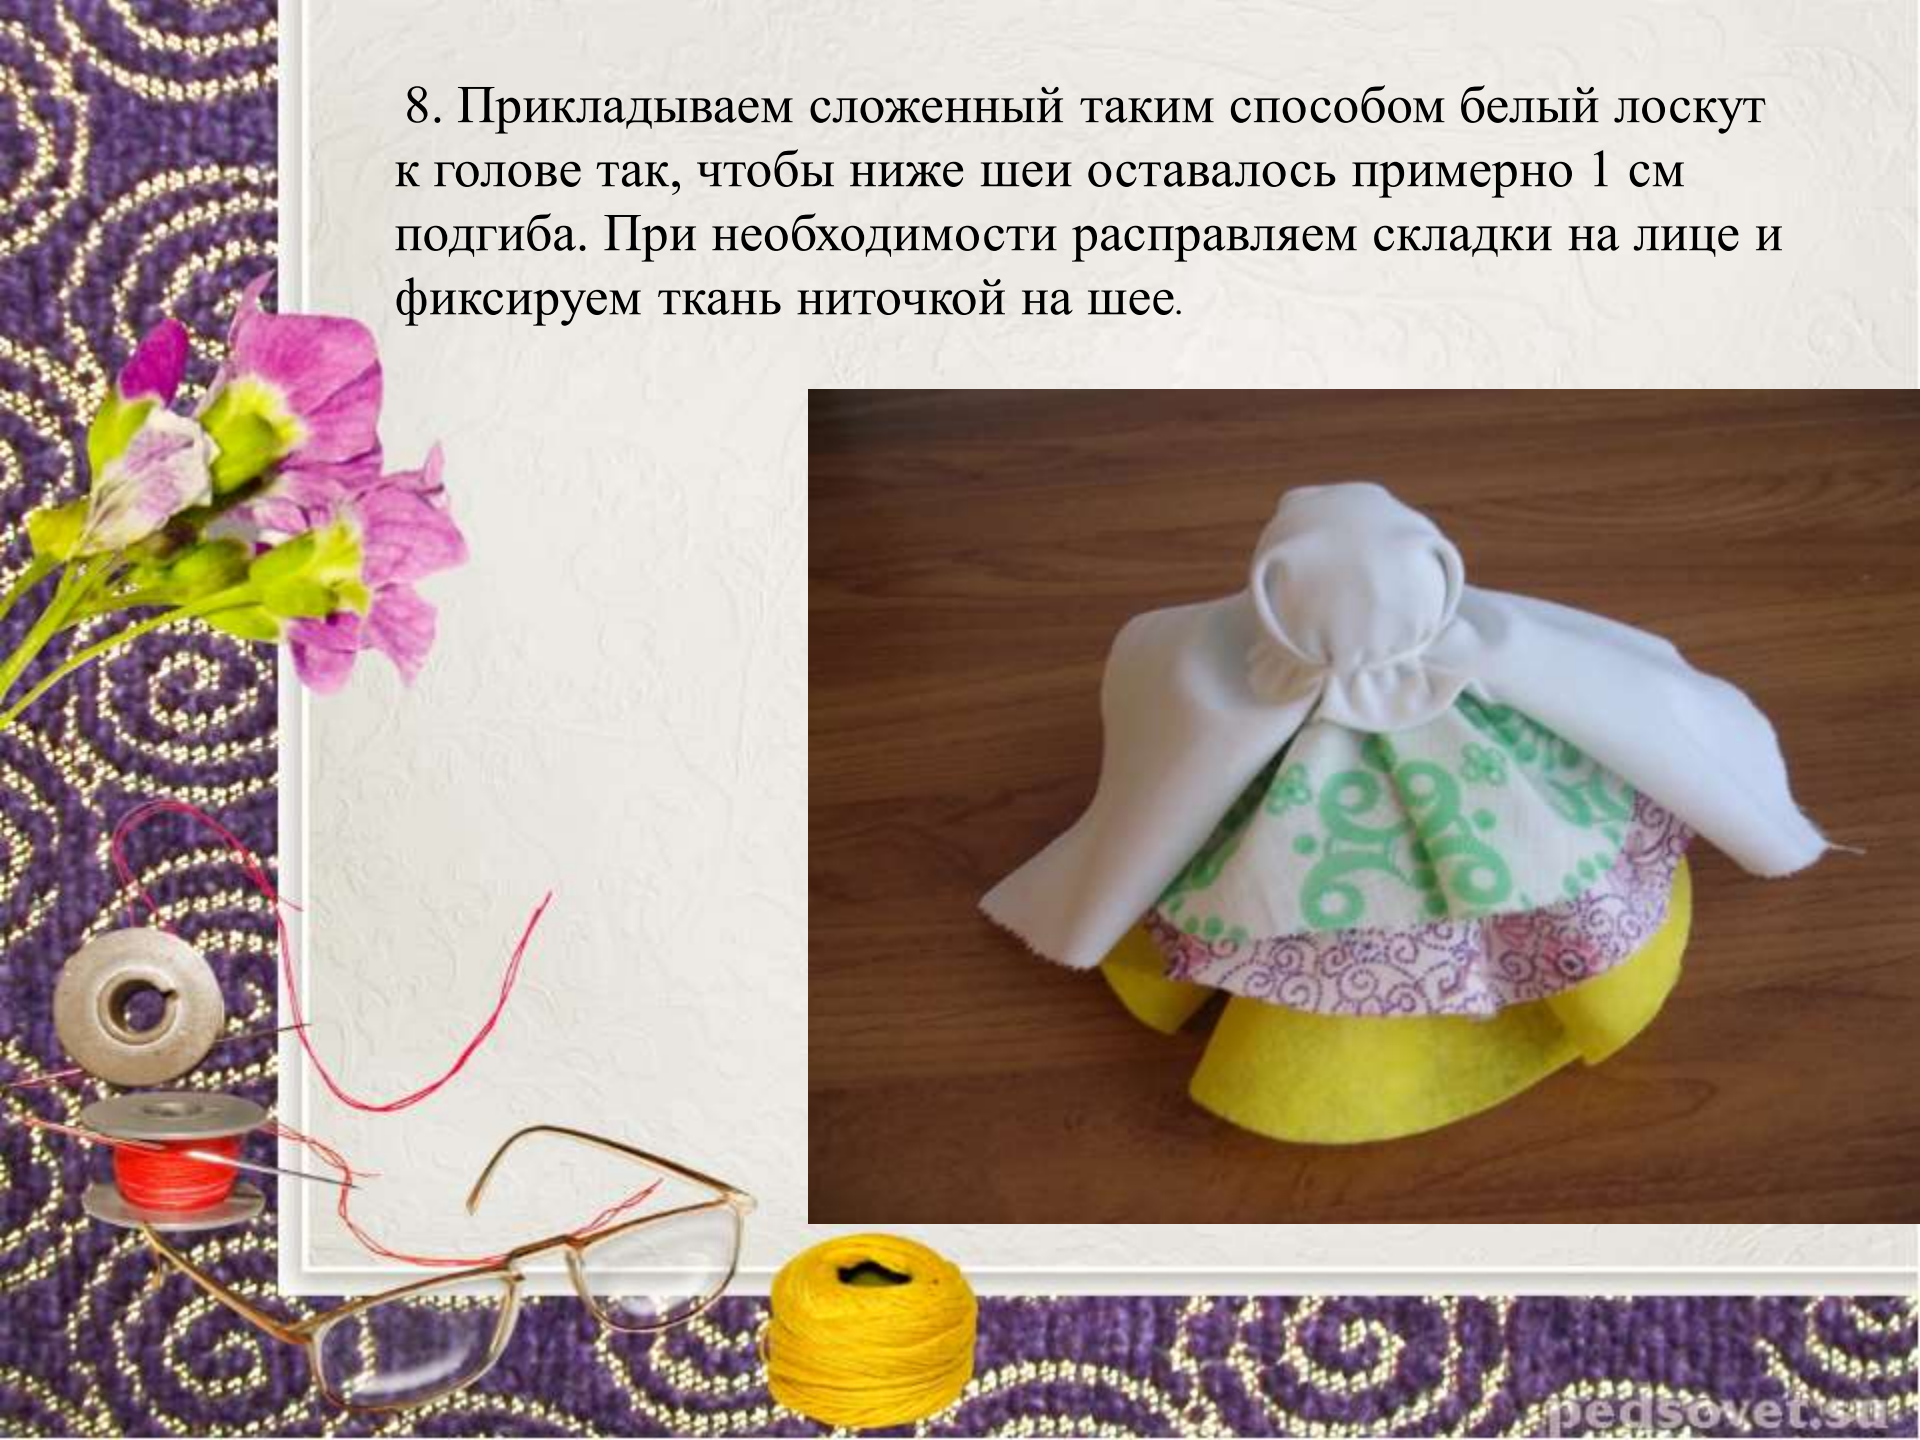 8. Прикладываем сложенный таким способом белый лоскут
к голове так, чтобы ниже шеи оставалось примерно 1 см
подгиба. При необходимости расправляем складки на лице и
фиксируем ткань ниточкой на шее.
pedsovet.su